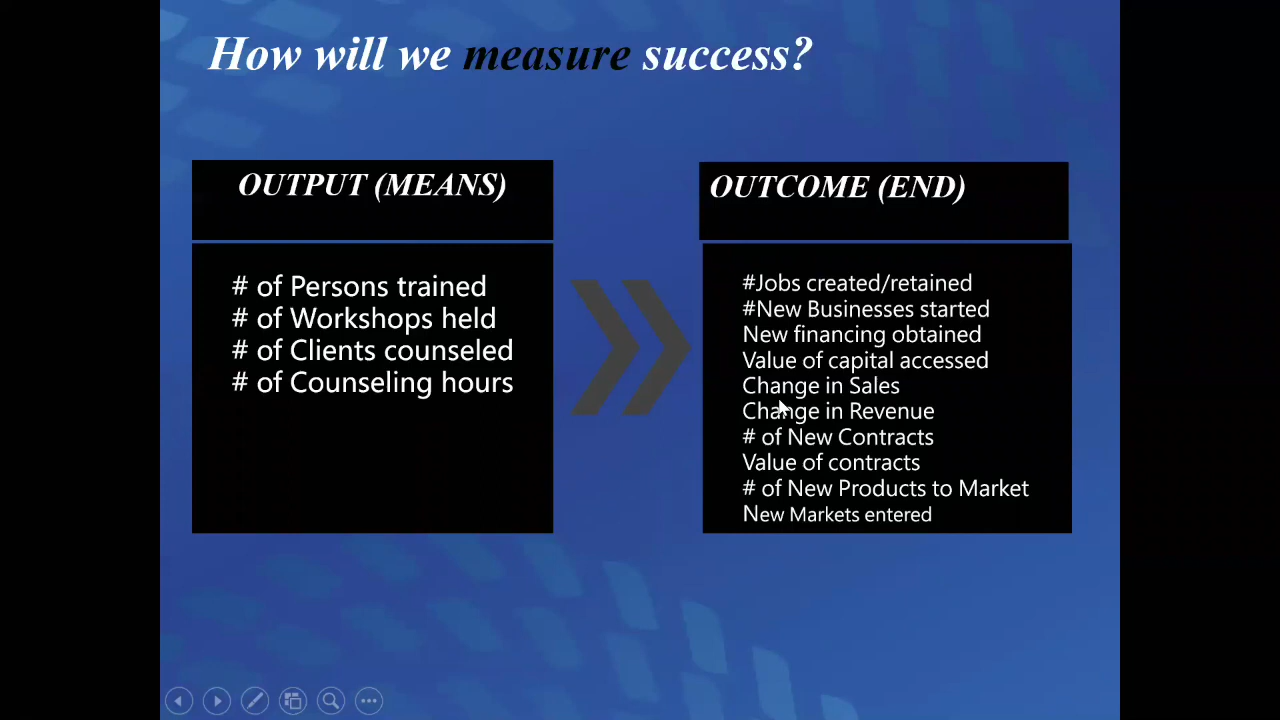 How will we measure success?
OUTPUT (MEANS)
# of Persons trained
# of Workshops held
# of Clients counseled
# of Counseling hours
OUTCOME (END)
#Jobs created/retained
#New Businesses started
New financing obtained
Value of capital accessed
Change in Sales
Change in Revenue
# of New Contracts
Value of contracts
# of New Products to Market
New Markets entered